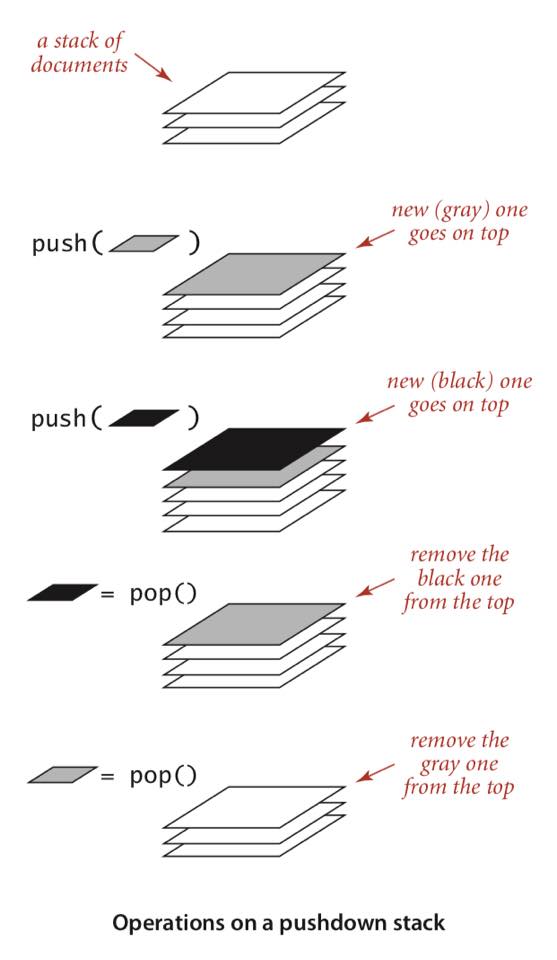 a stack of
documents
push( )
new (gray) one
goes on top
push( )
new (black) one
goes on top
= pop()
remove the
black one
from the top
= pop()
remove the
gray one
from the top
Operations on a pushdown stack